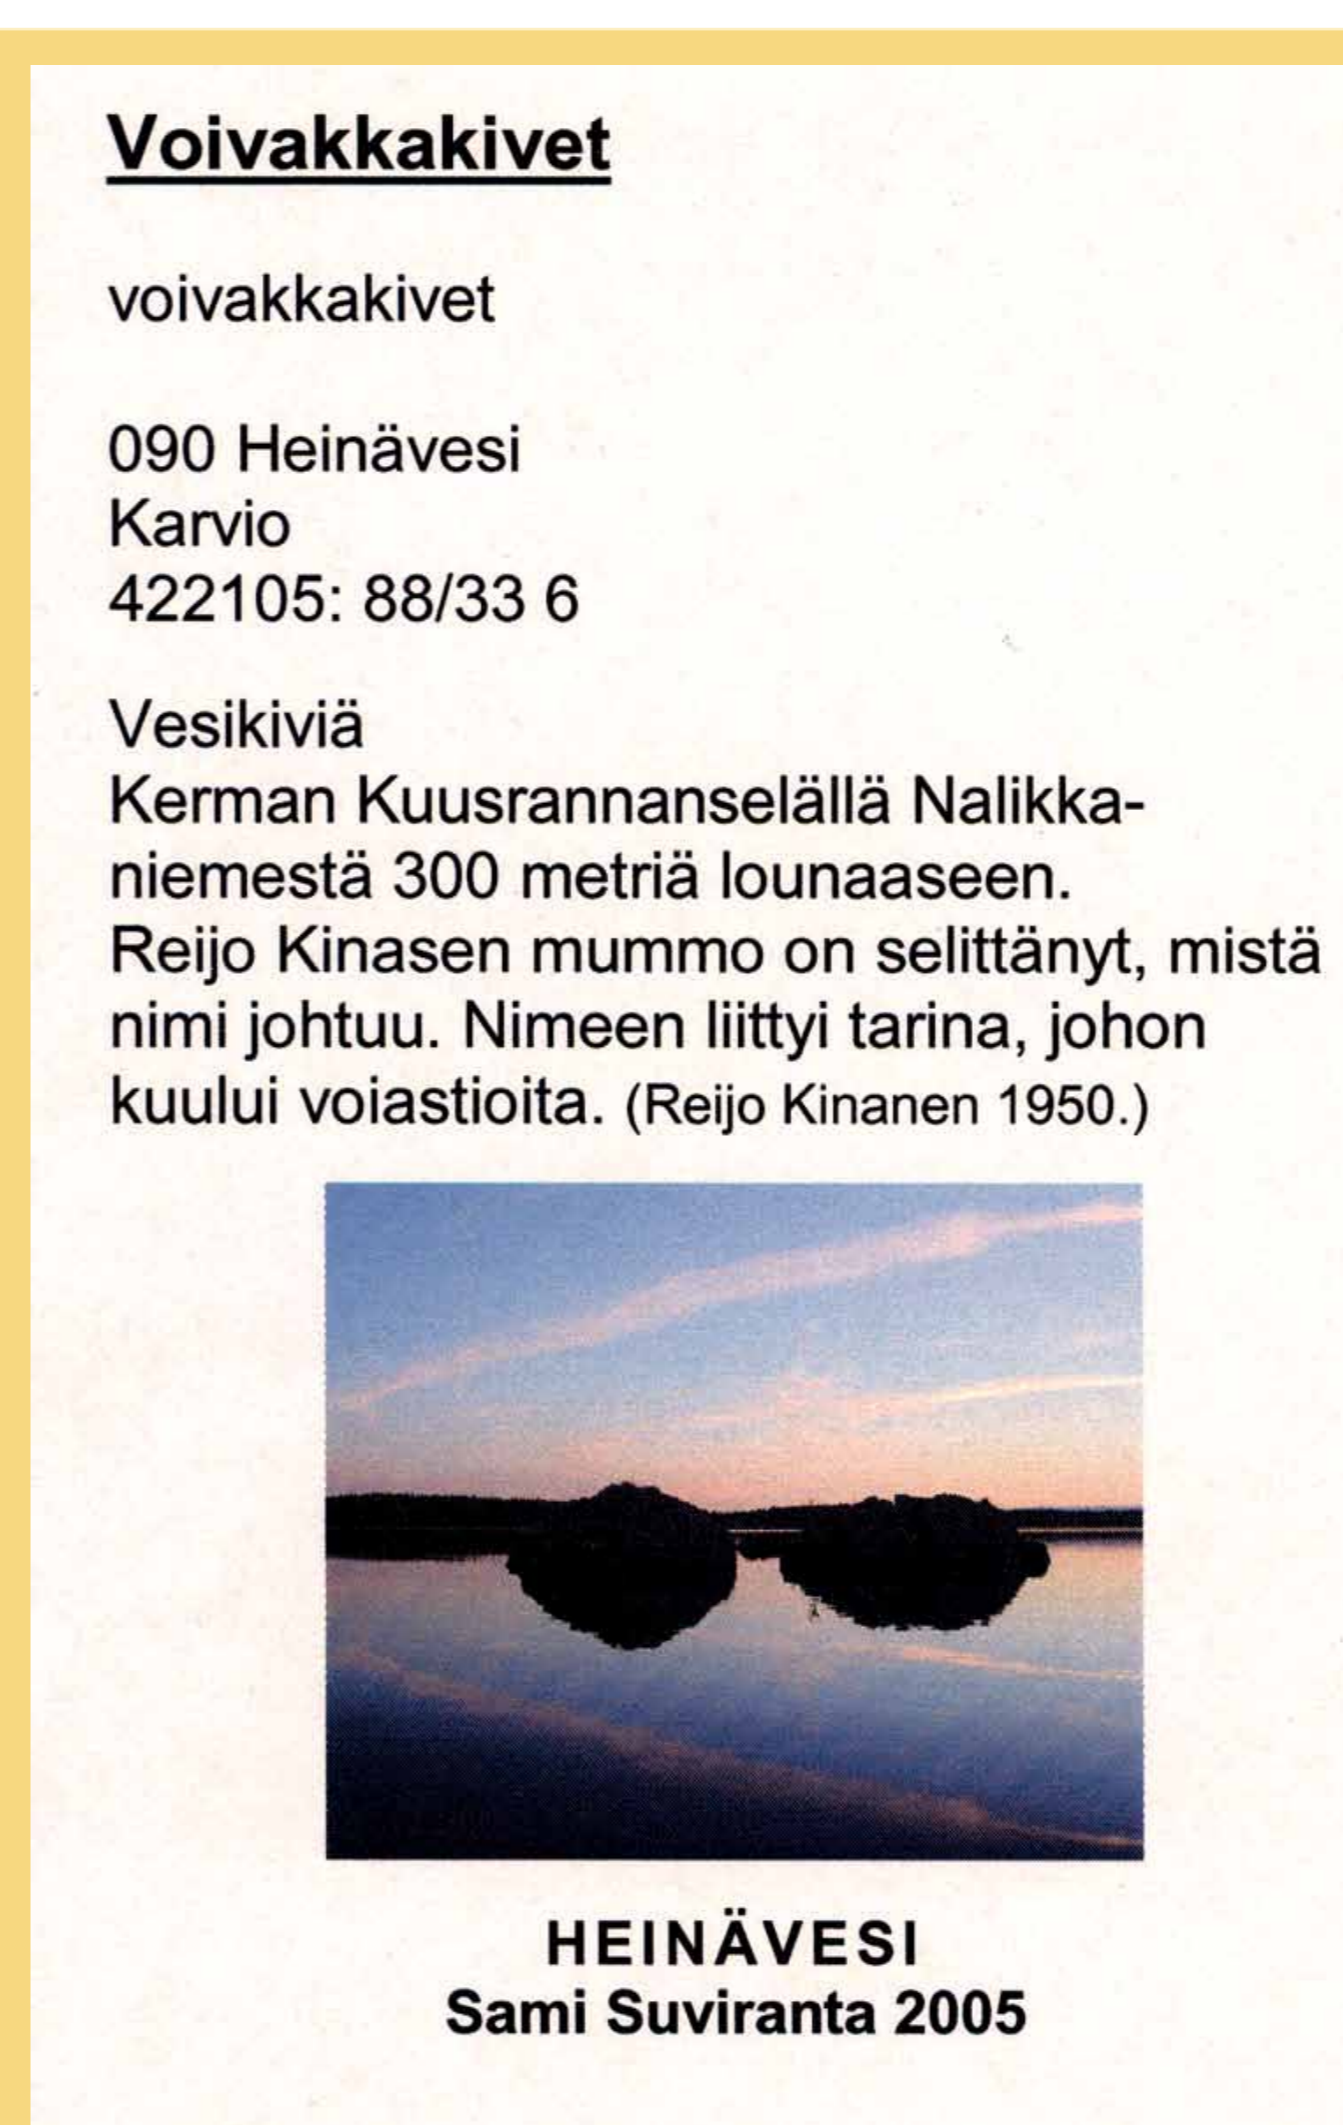 Voivakkakivet
voivakkakivet
090 Heinävesi
Karvio
422105: 88/33 6
Vesikiviä
Kerman Kuusrannanselällä Nalikka-
niemestä 300 metriä lounaaseen.
Reijo Kinasen mummo on selittänyt, mistä
nimi johtuu. Nimeen liittyi tarina, johon
kuului voiastioita. (Reijo Kinanen 1950.)
HEINÄVESI
Sami Suviranta 2005